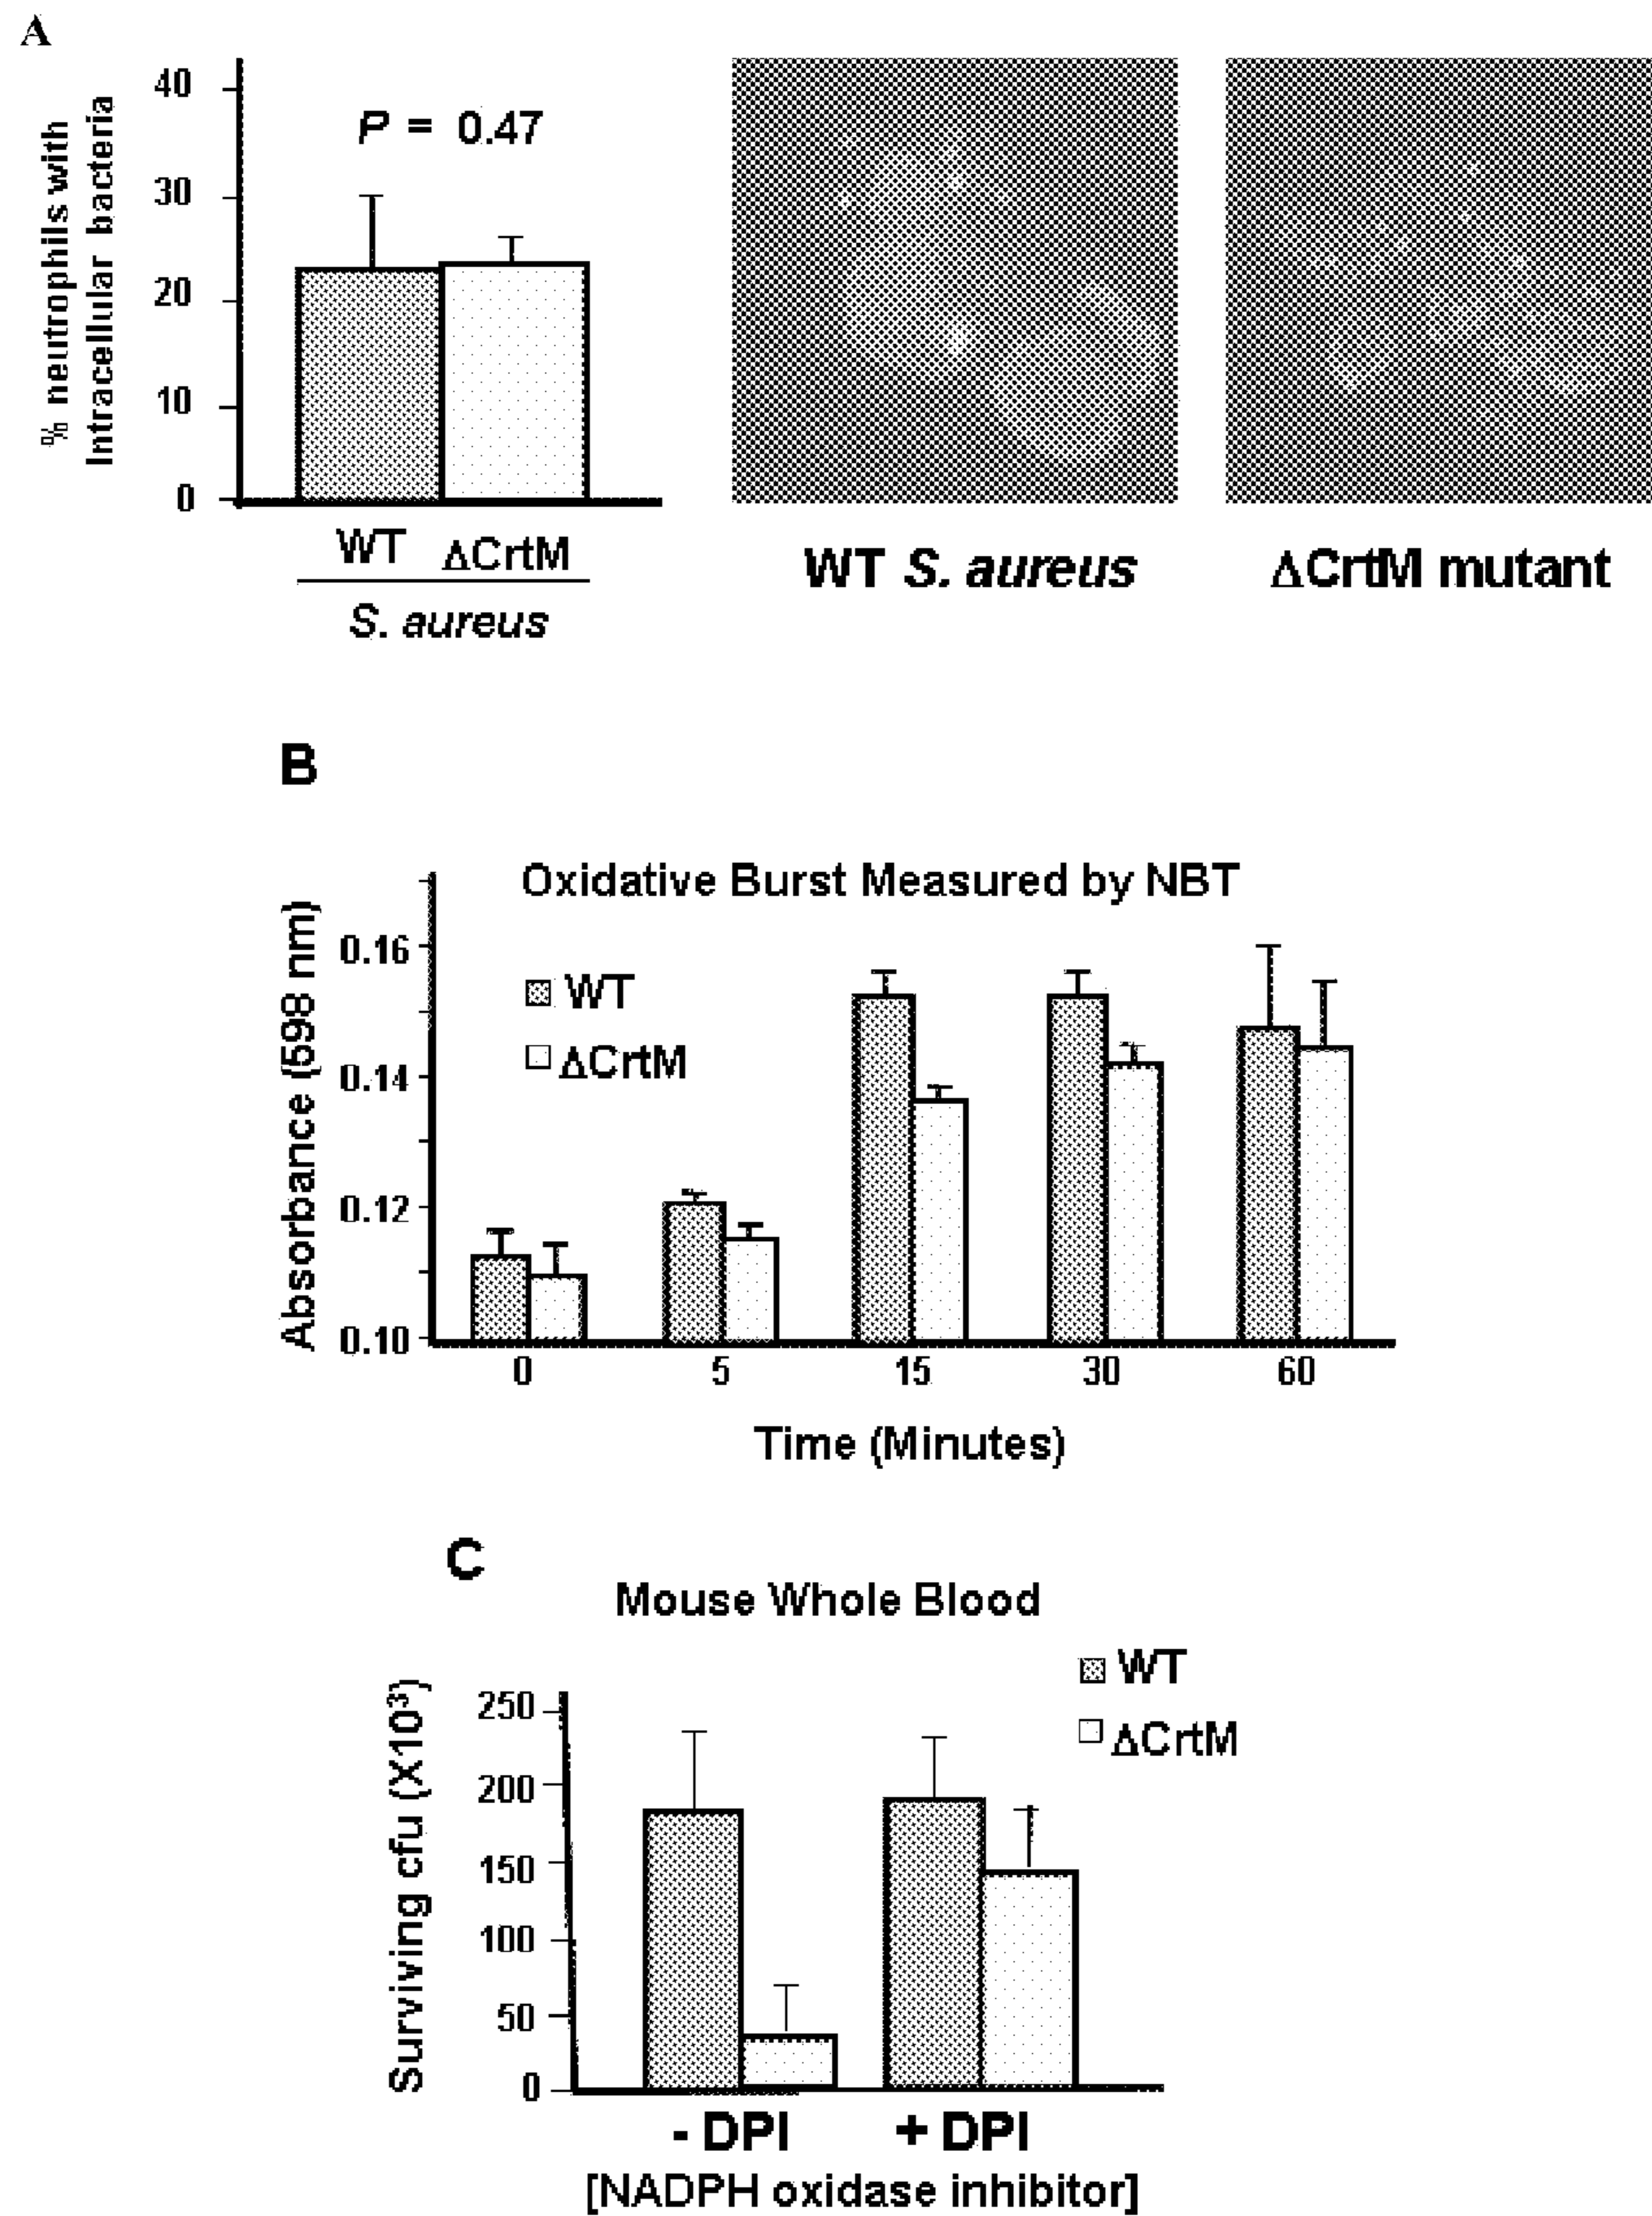 A
% neutrophils with
Intracellular bacteria
40
30
20
10
0
P = 0.47
WT ΔCrtM
S. aureus
WT S. aureus
ΔCrtM mutant
B
Oxidative Burst Measured by NBT
Absorbance (598 nm)
0.16
0.14
0.12
0.10
WT
ΔCrtM
0 5 15 30 60
Time (Minutes)
C
Mouse Whole Blood
WT
ΔCrtM
Surviving cfu (X10³)
250
200
150
100
50
0
- DPI + DPI
[NADPH oxidase inhibitor]